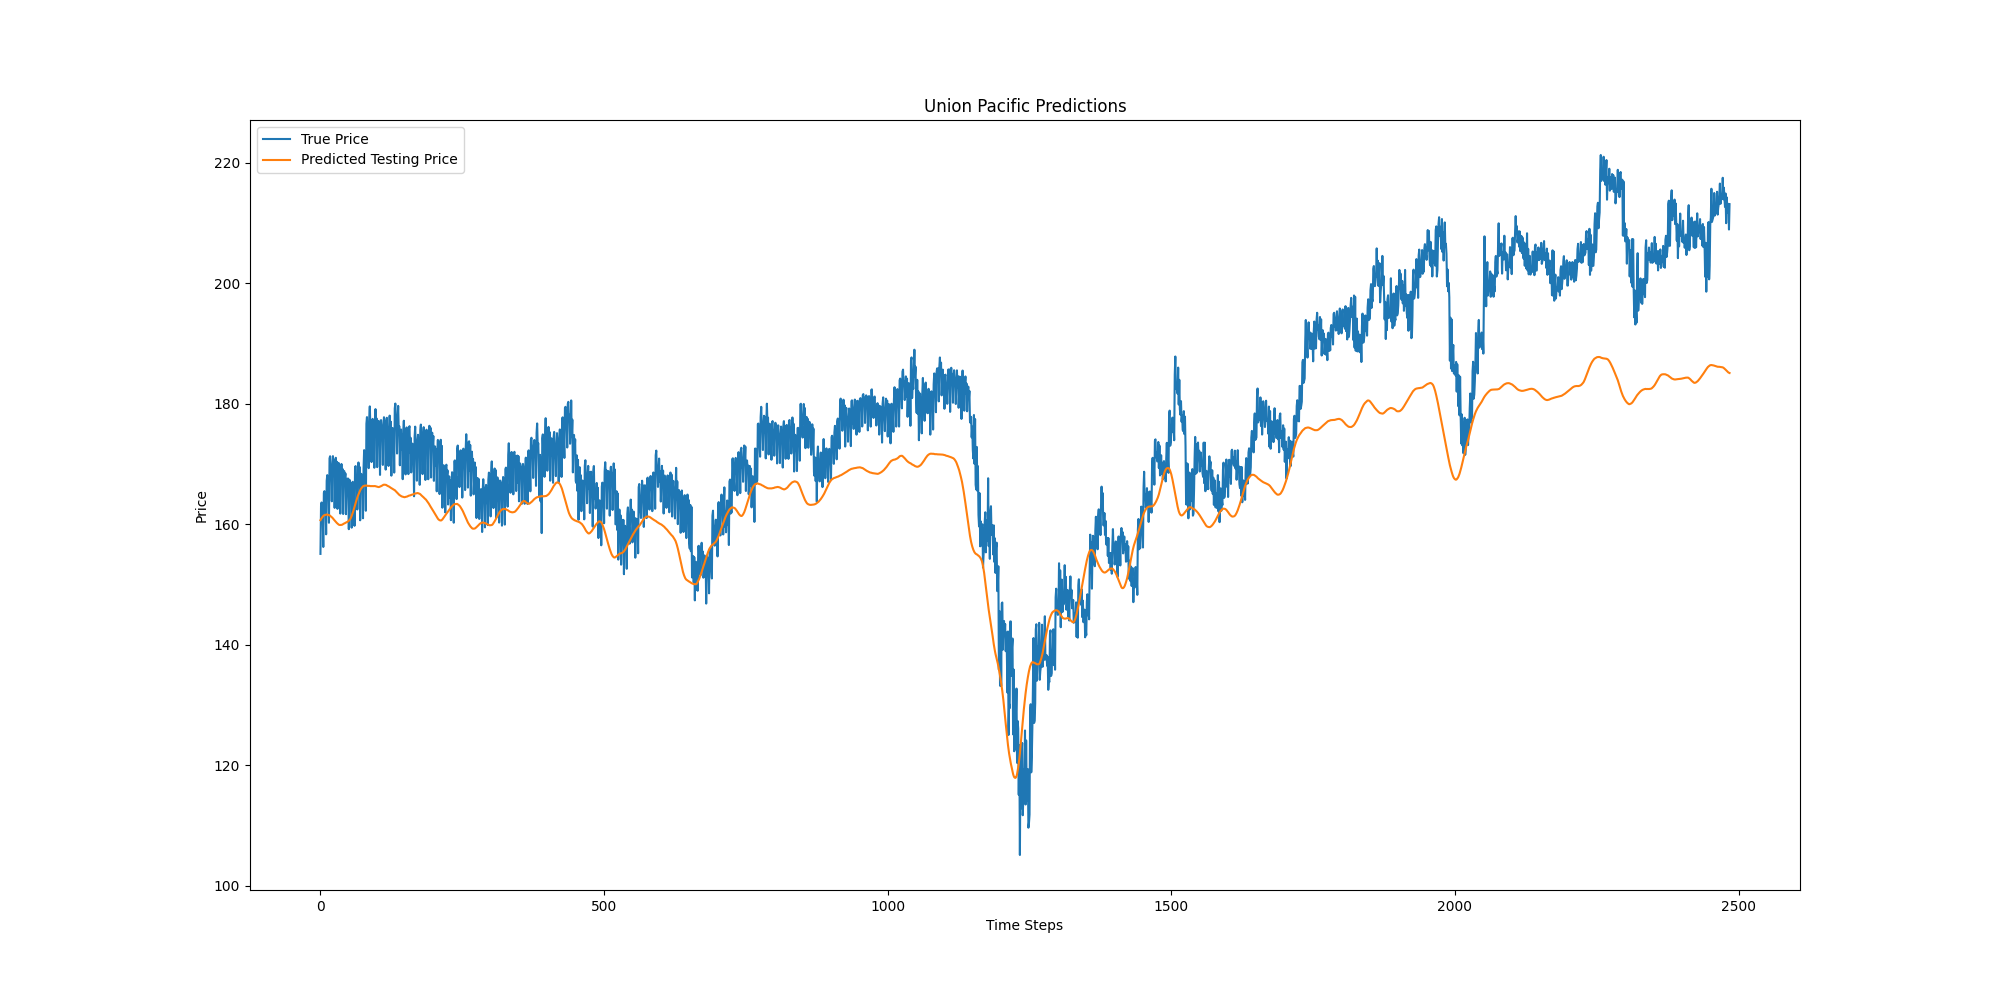 Union Pacific Predictions
True Price
Predicted Testing Price
Price
220
200
180
160
140
120
100
0
500
1000
1500
2000
2500
Time Steps